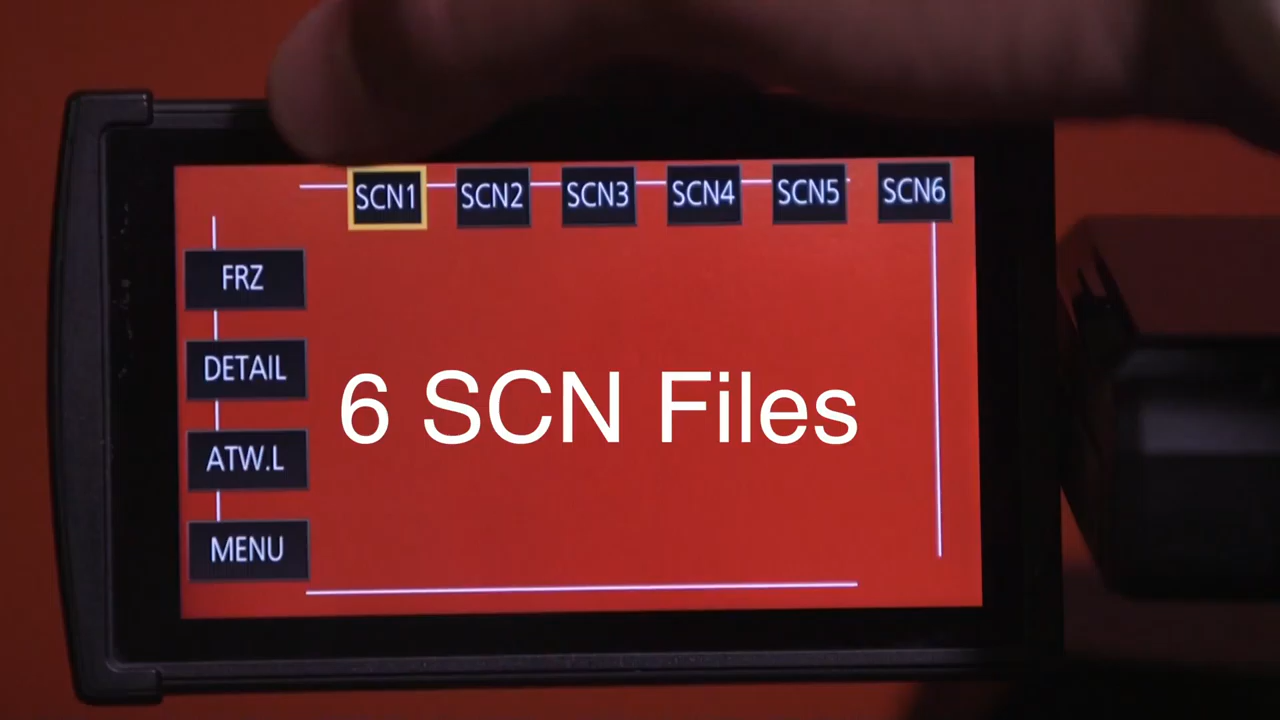 SCN1 SCN2 SCN3 SCN4 SCN5 SCN6
FRZ
DETAIL
6 SCN Files
ATW.L
MENU